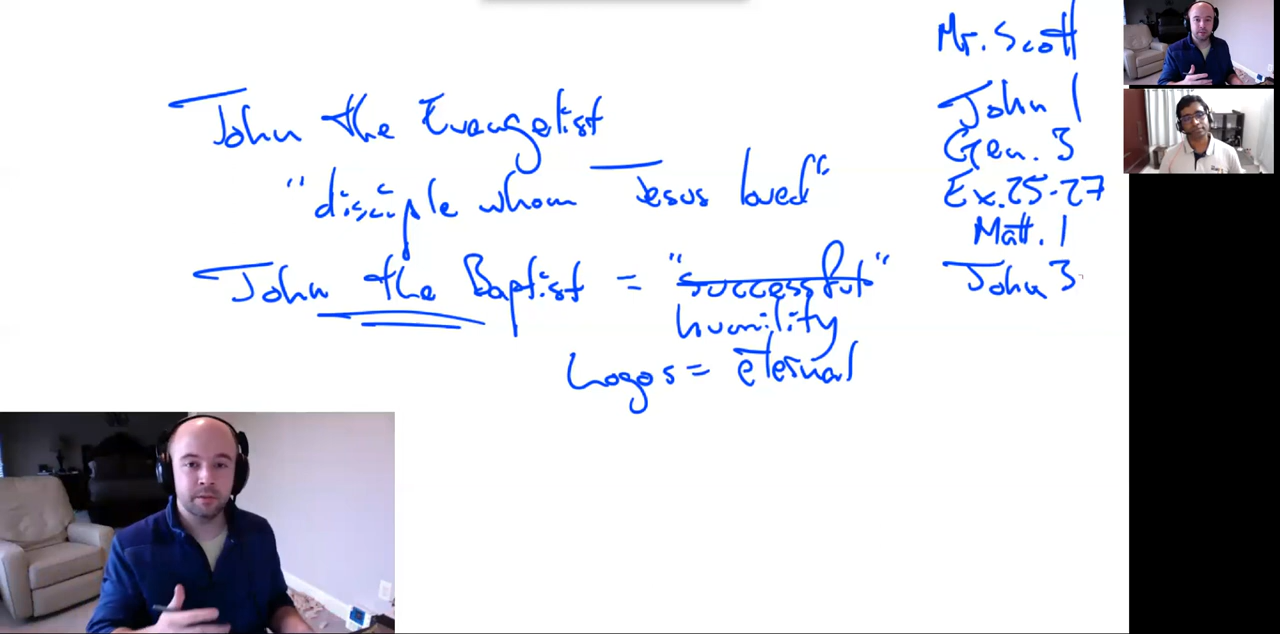 John the Evangelist
"disciple whom Jesus loved"
John the Baptist = "successful"
humility
Logos = eternal
Mr. Scott
John 1
Gen. 3
Ex. 25-27
Matt. 1
John 3